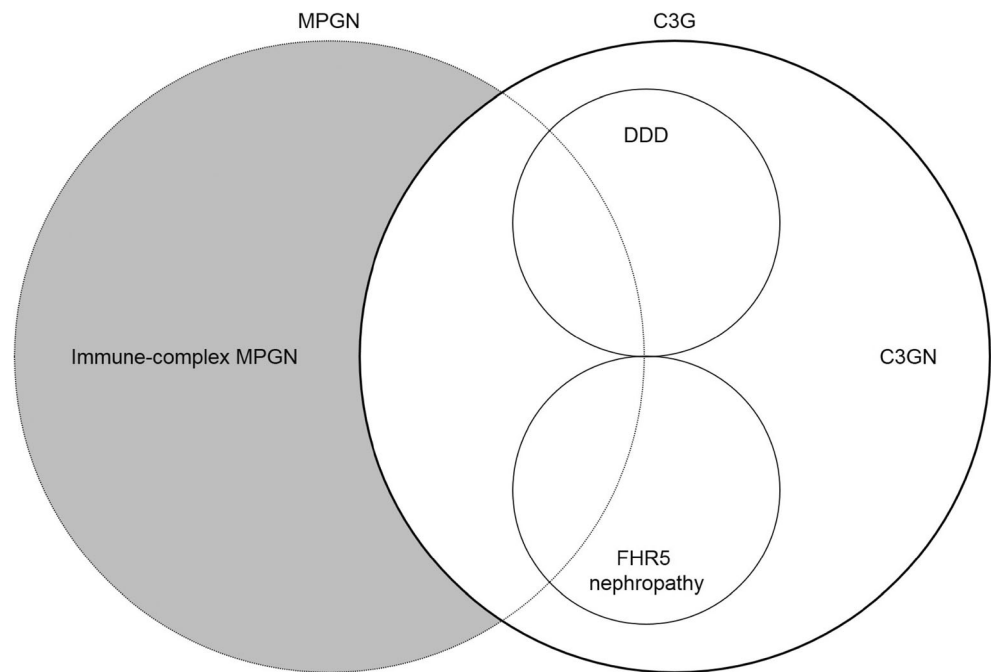 MPGN
C3G
DDD
Immune-complex MPGN
C3GN
FHR5
nephropathy